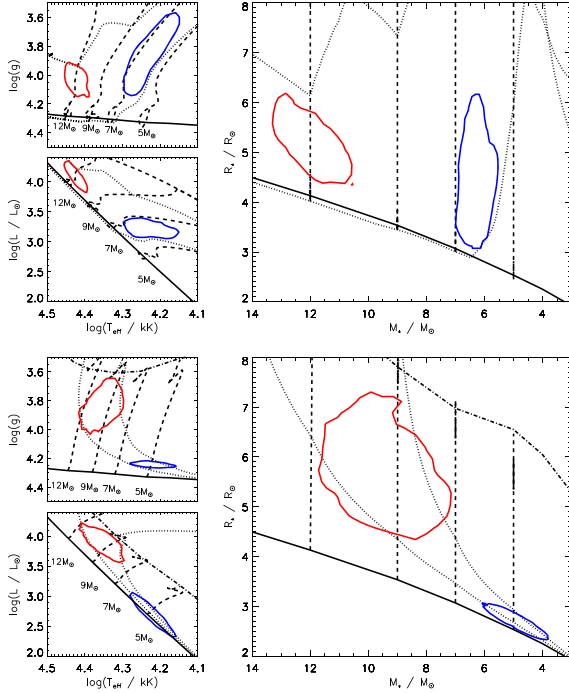 log(g)
3.6
3.8
4.0
4.2
4.4
12M☉ 9M☉ 7M☉ 5M☉
log(L / L☉)
4.0
3.5
3.0
2.5
2.0
12M☉
9M☉
7M☉
5M☉
4.5 4.4 4.3 4.2 4.1
log(T_eff / kK)
R⋆ / R☉
8
7
6
5
4
3
2
14 12 10 8 6 4
M⋆ / M☉
log(g)
3.6
3.8
4.0
4.2
4.4
12M☉ 9M☉ 7M☉ 5M☉
log(L / L☉)
4.0
3.5
3.0
2.5
2.0
12M☉
9M☉
7M☉
5M☉
4.5 4.4 4.3 4.2 4.1
log(T_eff / kK)
R⋆ / R☉
8
7
6
5
4
3
2
14 12 10 8 6 4
M⋆ / M☉